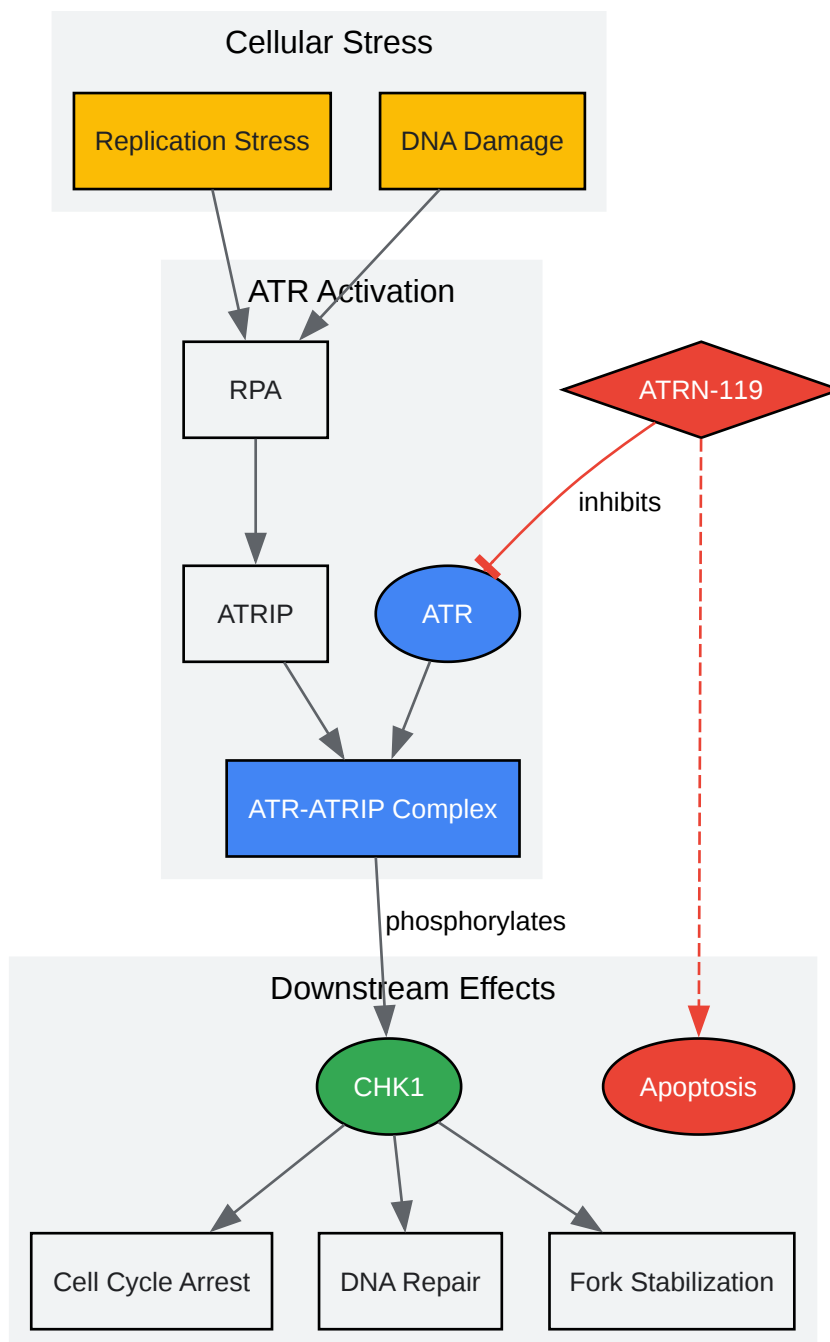 Cellular Stress
Replication Stress
DNA Damage
ATR Activation
RPA
ATRN-119
inhibits
ATRIP
ATR
ATR-ATRIP Complex
phosphorylates
Downstream Effects
CHK1
Apoptosis
Cell Cycle Arrest
DNA Repair
Fork Stabilization